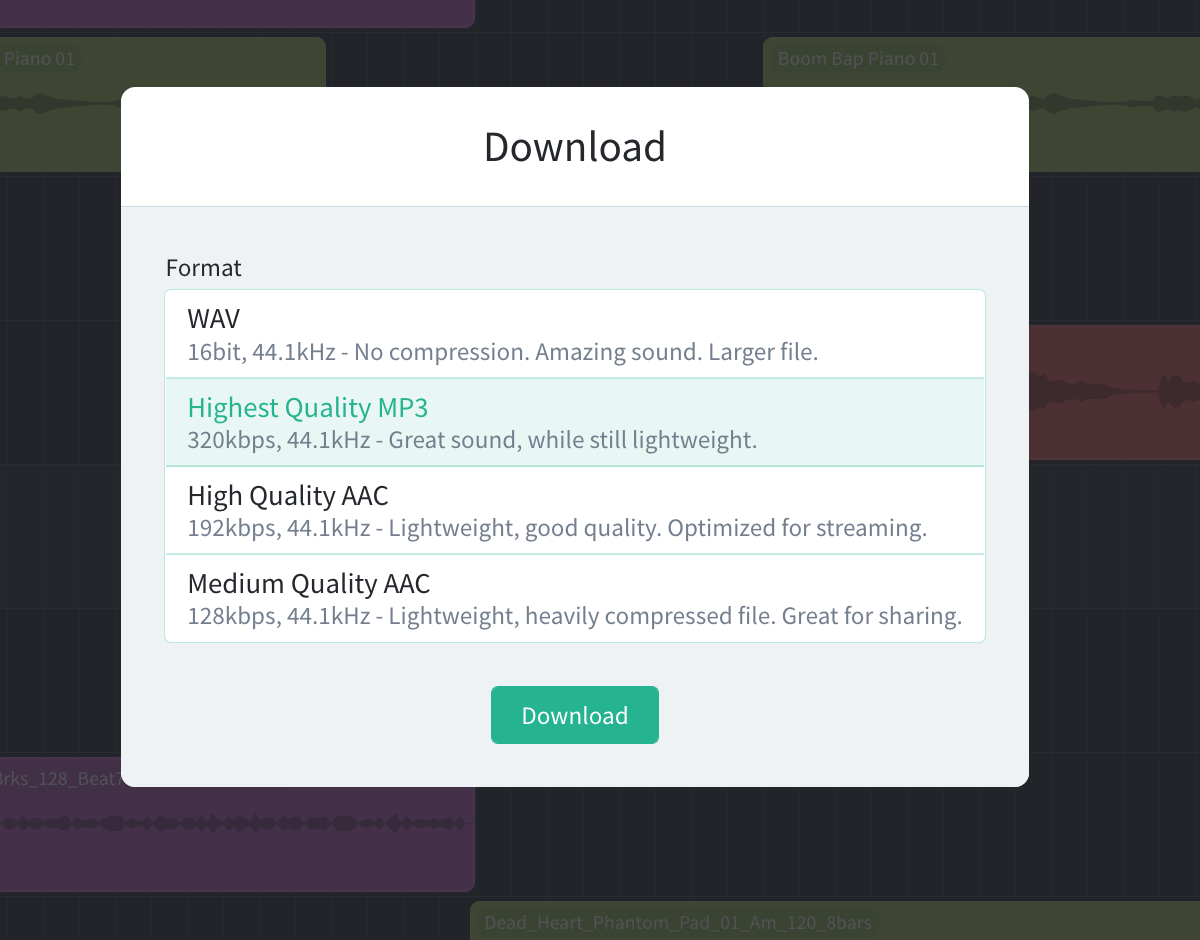 Piano 01
Boom Bap Piano 01
Download
Format
WAV
16bit, 44.1kHz - No compression. Amazing sound. Larger file.
Highest Quality MP3
320kbps, 44.1kHz - Great sound, while still lightweight.
High Quality AAC
192kbps, 44.1kHz - Lightweight, good quality. Optimized for streaming.
Medium Quality AAC
128kbps, 44.1kHz - Lightweight, heavily compressed file. Great for sharing.
Download
Dead_Heart_Phantom_Pad_01_Am_120_8bars